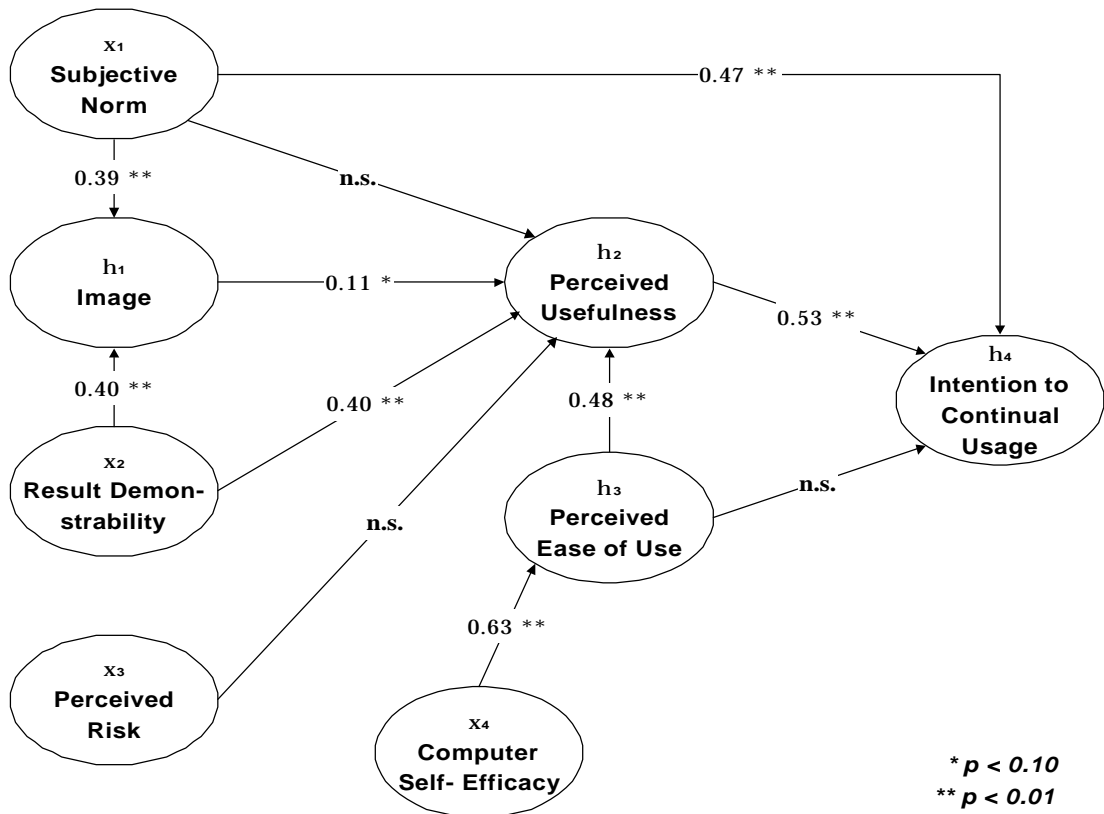 x₁
Subjective
Norm
0.47 **
0.39 **
n.s.
h₁
Image
0.11 *
h₂
Perceived
Usefulness
0.53 **
h₄
Intention to
Continual
Usage
0.40 **
0.40 **
0.48 **
x₂
Result Demon-
strability
n.s.
h₃
Perceived
Ease of Use
n.s.
0.63 **
x₃
Perceived
Risk
x₄
Computer
Self- Efficacy
* p < 0.10
** p < 0.01